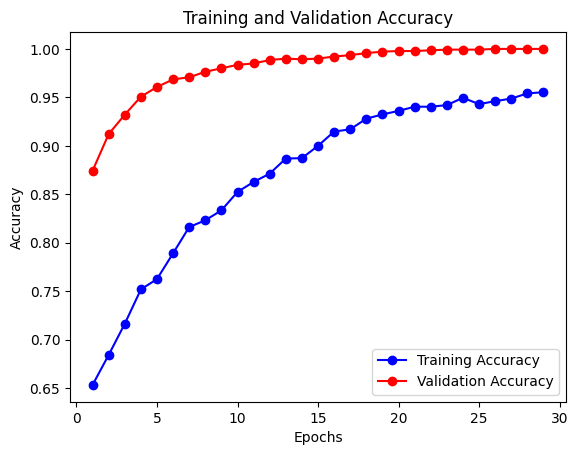 Training and Validation Accuracy
1.00
0.95
0.90
0.85
0.80
0.75
0.70
0.65
Accuracy
0 5 10 15 20 25 30
Epochs
Training Accuracy
Validation Accuracy